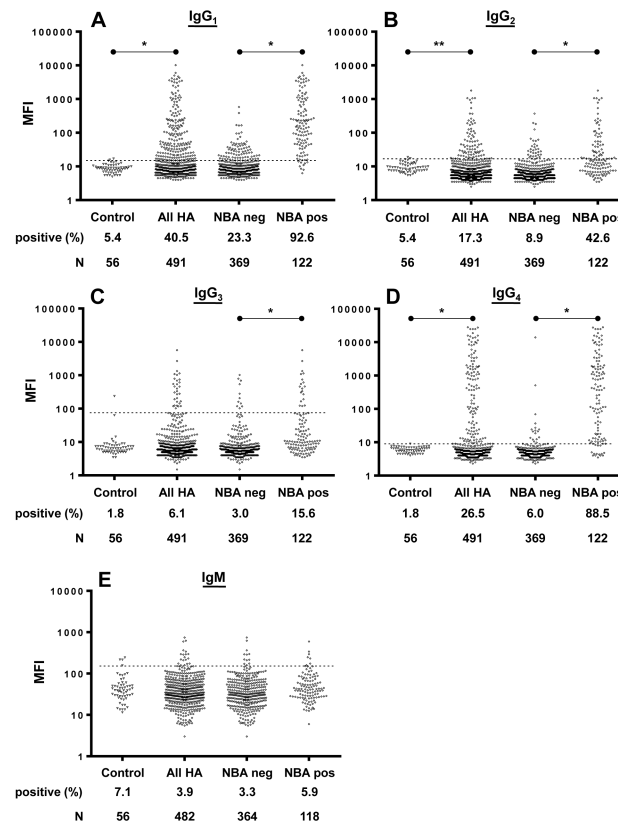 A
IgG1
100000
10000
1000
100
10
1
MFI
*
*
Control All HA NBA neg NBA pos
positive (%) 5.4 40.5 23.3 92.6
N 56 491 369 122
B
IgG2
100000
10000
1000
100
10
1
MFI
**
*
Control All HA NBA neg NBA pos
5.4 17.3 8.9 42.6
56 491 369 122
C
IgG3
100000
10000
1000
100
10
1
MFI
*
Control All HA NBA neg NBA pos
positive (%) 1.8 6.1 3.0 15.6
N 56 491 369 122
D
IgG4
100000
10000
1000
100
10
1
*
*
Control All HA NBA neg NBA pos
1.8 26.5 6.0 88.5
56 491 369 122
E
IgM
10000
1000
100
10
1
MFI
Control All HA NBA neg NBA pos
positive (%) 7.1 3.9 3.3 5.9
N 56 482 364 118